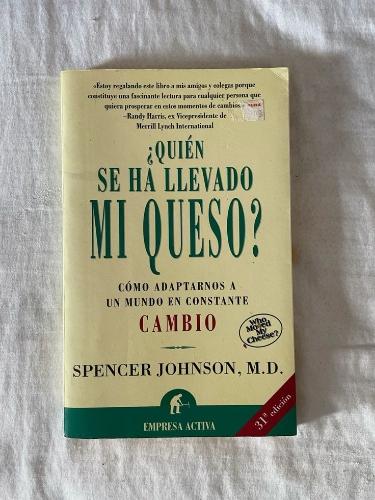 «Estoy regalando este libro a mis amigos y colegas porque
constituye una fascinante lectura para cualquier persona que
quiera prosperar en estos momentos de cambios.»
–Randy Harris, ex Vicepresidente de
Merrill Lynch International
¿QUIÉN
SE HA LLEVADO
MI QUESO?
CÓMO ADAPTARNOS A
UN MUNDO EN CONSTANTE
CAMBIO
Who
Moved
My
Cheese?
SPENCER JOHNSON, M.D.
31ª edición
EMPRESA ACTIVA